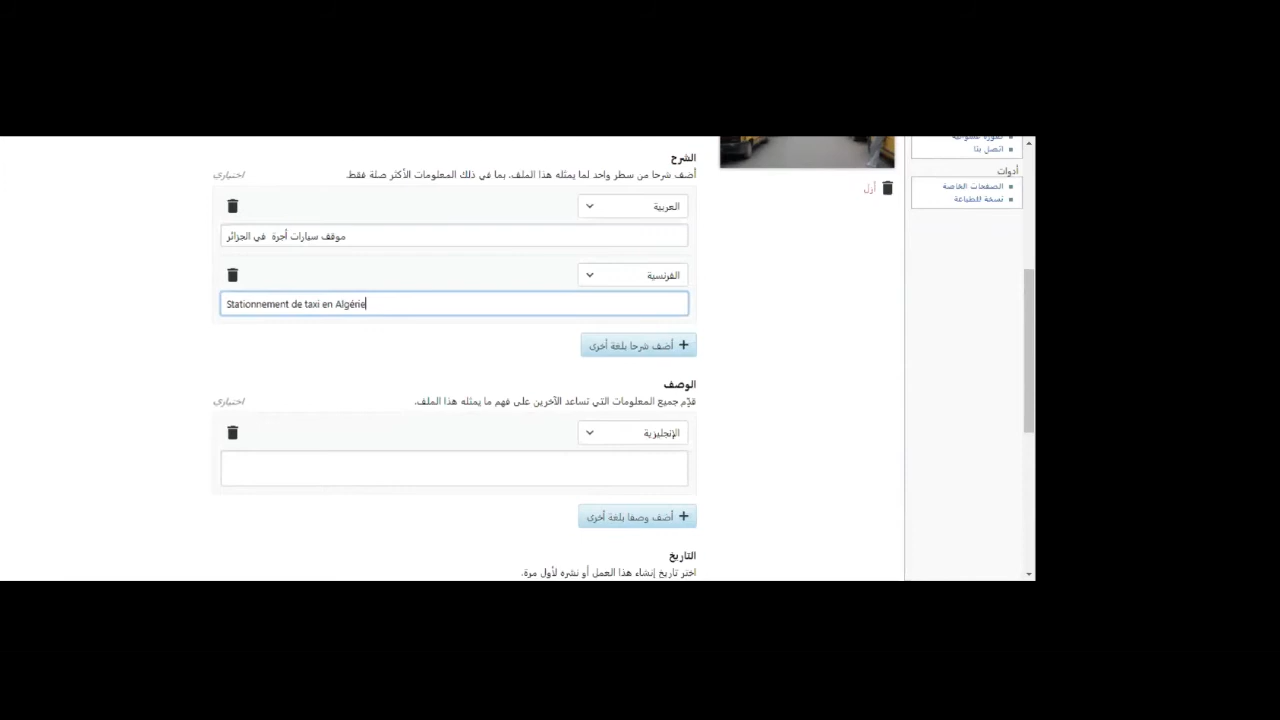 اتصل بنا
أدوات
الصفحات الخاصة
نسخة للطباعة
أزل
الشرح
أضف شرحا من سطر واحد لما يمثله هذا الملف، بما في ذلك المعلومات الأكثر صلة فقط.
اختياري
العربية
موقف سيارات أجرة في الجزائر
الفرنسية
Stationnement de taxi en Algérie
أضف شرحا بلغة أخرى
الوصف
قدّم جميع المعلومات التي تساعد الآخرين على فهم ما يمثله هذا الملف.
اختياري
الإنجليزية
أضف وصفا بلغة أخرى
التاريخ
اختر تاريخ إنشاء هذا العمل أو نشره لأول مرة.